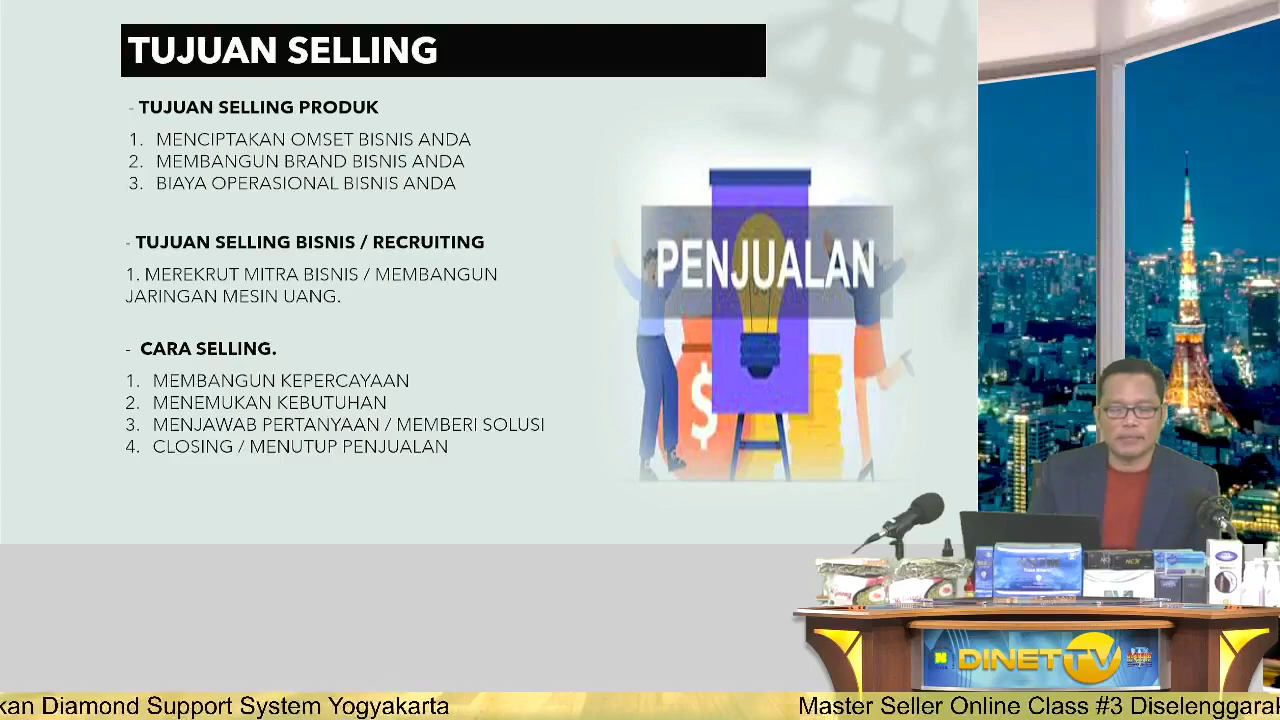 TUJUAN SELLING
- TUJUAN SELLING PRODUK
1. MENCIPTAKAN OMSET BISNIS ANDA
2. MEMBANGUN BRAND BISNIS ANDA
3. BIAYA OPERASIONAL BISNIS ANDA
- TUJUAN SELLING BISNIS / RECRUITING
1. MEREKRUT MITRA BISNIS / MEMBANGUN
JARINGAN MESIN UANG.
- CARA SELLING.
1. MEMBANGUN KEPERCAYAAN
2. MENEMUKAN KEBUTUHAN
3. MENJAWAB PERTANYAAN / MEMBERI SOLUSI
4. CLOSING / MENUTUP PENJUALAN
PENJUALAN
$
DINET TV
kan Diamond Support System Yogyakarta
Master Seller Online Class #3 Diselenggaral